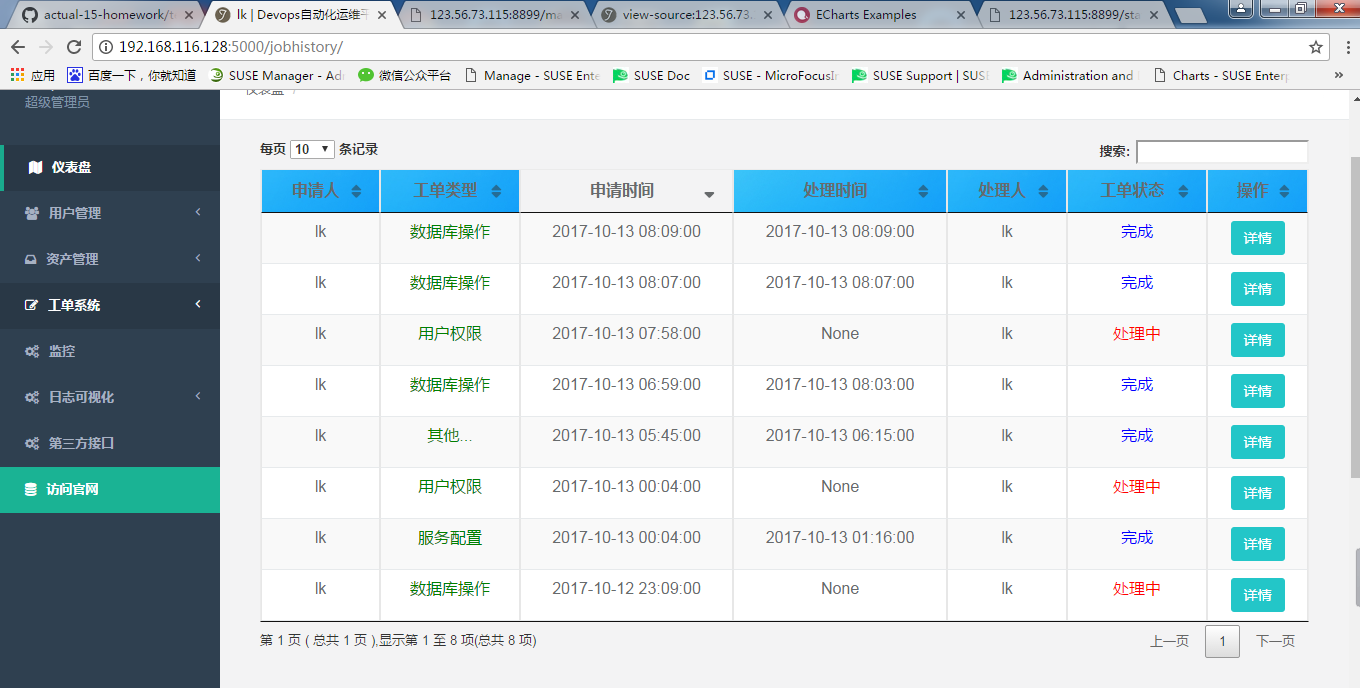 actual-15-homework/t
lk | Devops自动化运维平
123.56.73.115:8899/ma
view-source:123.56.73.
ECharts Examples
123.56.73.115:8899/sta
192.168.116.128:5000/jobhistory/
应用 百度一下，你就知道 SUSE Manager - Ad 微信公众平台 Manage - SUSE Ente SUSE Doc SUSE - MicroFocusI SUSE Support | SUS Administration and Charts - SUSE Enter »
超级管理员
仪表盘
用户管理
资产管理
工单系统
监控
日志可视化
第三方接口
访问官网
仪表盘 /
每页 10 条记录 搜索:
申请人 工单类型 申请时间 处理时间 处理人 工单状态 操作
lk 数据库操作 2017-10-13 08:09:00 2017-10-13 08:09:00 lk 完成 详情
lk 数据库操作 2017-10-13 08:07:00 2017-10-13 08:07:00 lk 完成 详情
lk 用户权限 2017-10-13 07:58:00 None lk 处理中 详情
lk 数据库操作 2017-10-13 06:59:00 2017-10-13 08:03:00 lk 完成 详情
lk 其他... 2017-10-13 05:45:00 2017-10-13 06:15:00 lk 完成 详情
lk 用户权限 2017-10-13 00:04:00 None lk 处理中 详情
lk 服务配置 2017-10-13 00:04:00 2017-10-13 01:16:00 lk 完成 详情
lk 数据库操作 2017-10-12 23:09:00 None lk 处理中 详情
第 1 页 ( 总共 1 页 ),显示第 1 至 8 项(总共 8 项) 上一页 1 下一页